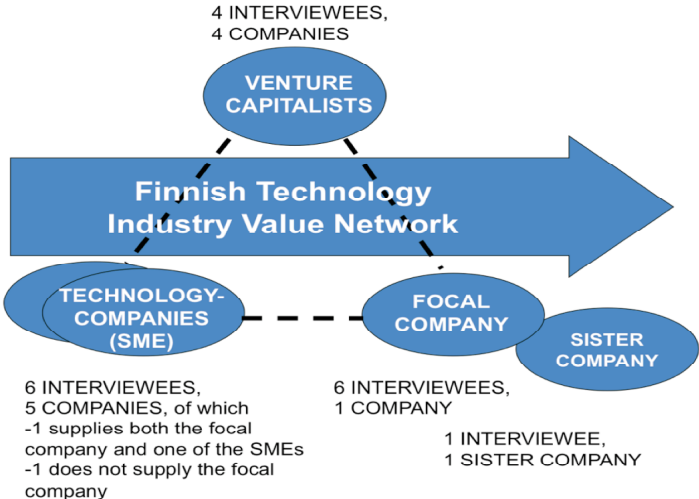 4 INTERVIEWEES,
4 COMPANIES
VENTURE
CAPITALISTS
Finnish Technology
Industry Value Network
TECHNOLOGY-
COMPANIES
(SME)
FOCAL
COMPANY
SISTER
COMPANY
6 INTERVIEWEES,
5 COMPANIES, of which
-1 supplies both the focal
company and one of the SMEs
-1 does not supply the focal
company
6 INTERVIEWEES,
1 COMPANY
1 INTERVIEWEE,
1 SISTER COMPANY